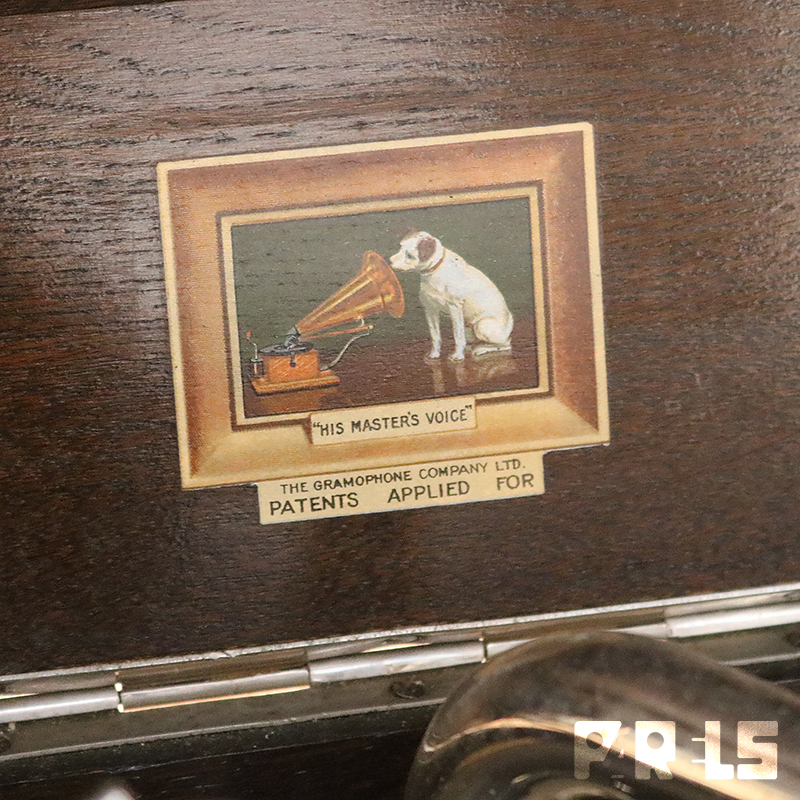 "HIS MASTER'S VOICE"
THE GRAMOPHONE COMPANY LTD.
PATENTS APPLIED FOR